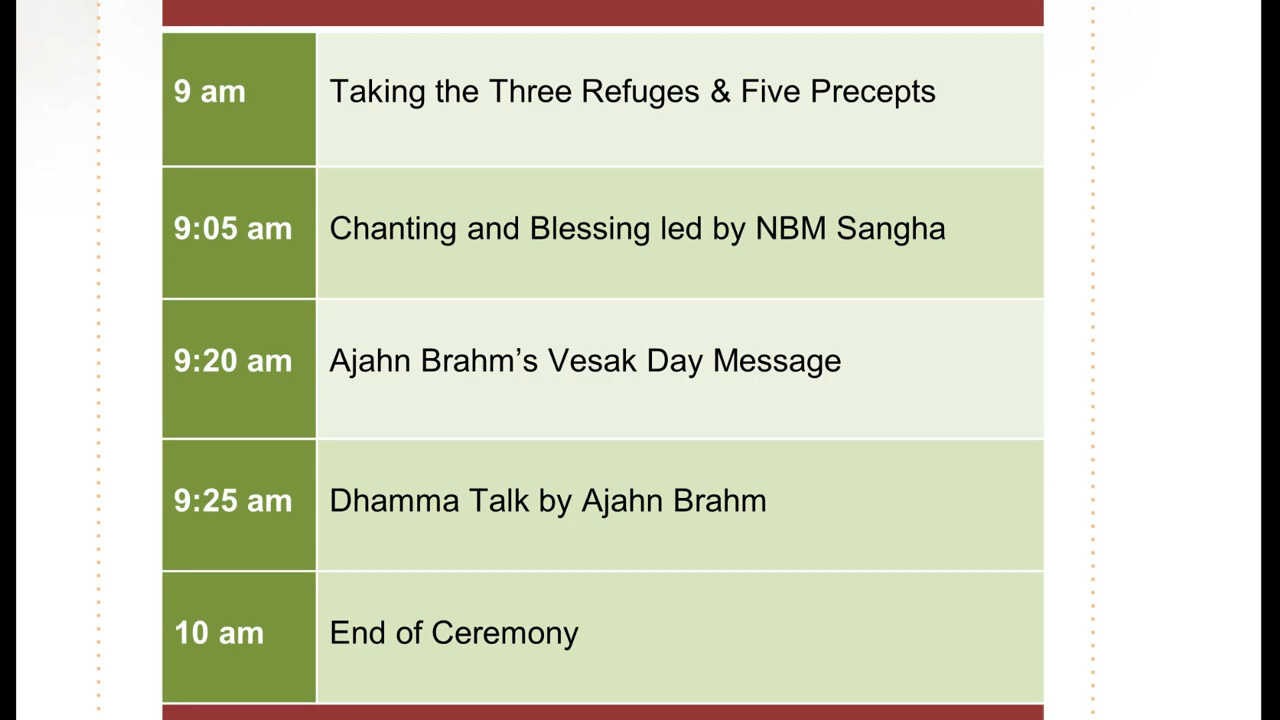 9 am Taking the Three Refuges & Five Precepts
9:05 am Chanting and Blessing led by NBM Sangha
9:20 am Ajahn Brahm’s Vesak Day Message
9:25 am Dhamma Talk by Ajahn Brahm
10 am End of Ceremony